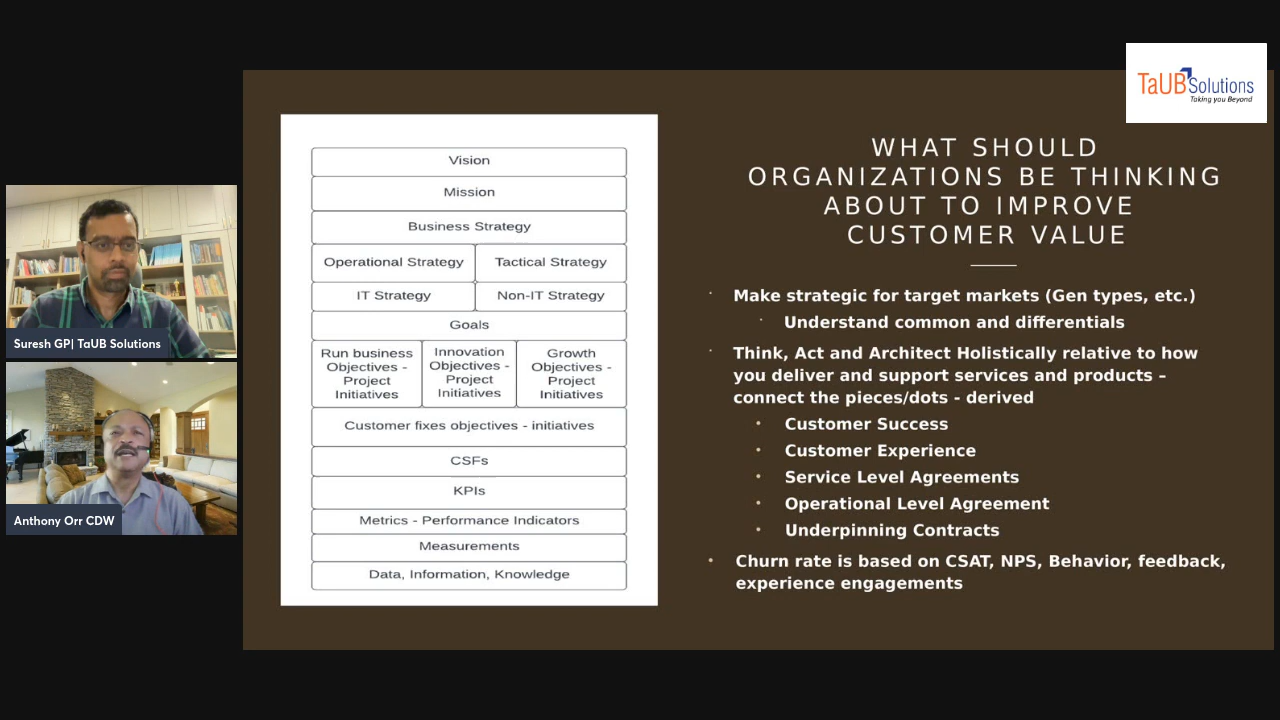 TaUB Solutions
Taking you Beyond
Suresh GP| TaUB Solutions
Anthony Orr CDW
Vision
Mission
Business Strategy
Operational Strategy
Tactical Strategy
IT Strategy
Non-IT Strategy
Goals
Run business
Objectives -
Project
Initiatives
Innovation
Objectives -
Project
Initiatives
Growth
Objectives -
Project
Initiatives
Customer fixes objectives - initiatives
CSFs
KPIs
Metrics - Performance Indicators
Measurements
Data, Information, Knowledge
WHAT SHOULD
ORGANIZATIONS BE THINKING
ABOUT TO IMPROVE
CUSTOMER VALUE
Make strategic for target markets (Gen types, etc.)
Understand common and differentials
Think, Act and Architect Holistically relative to how
you deliver and support services and products –
connect the pieces/dots - derived
Customer Success
Customer Experience
Service Level Agreements
Operational Level Agreement
Underpinning Contracts
Churn rate is based on CSAT, NPS, Behavior, feedback,
experience engagements